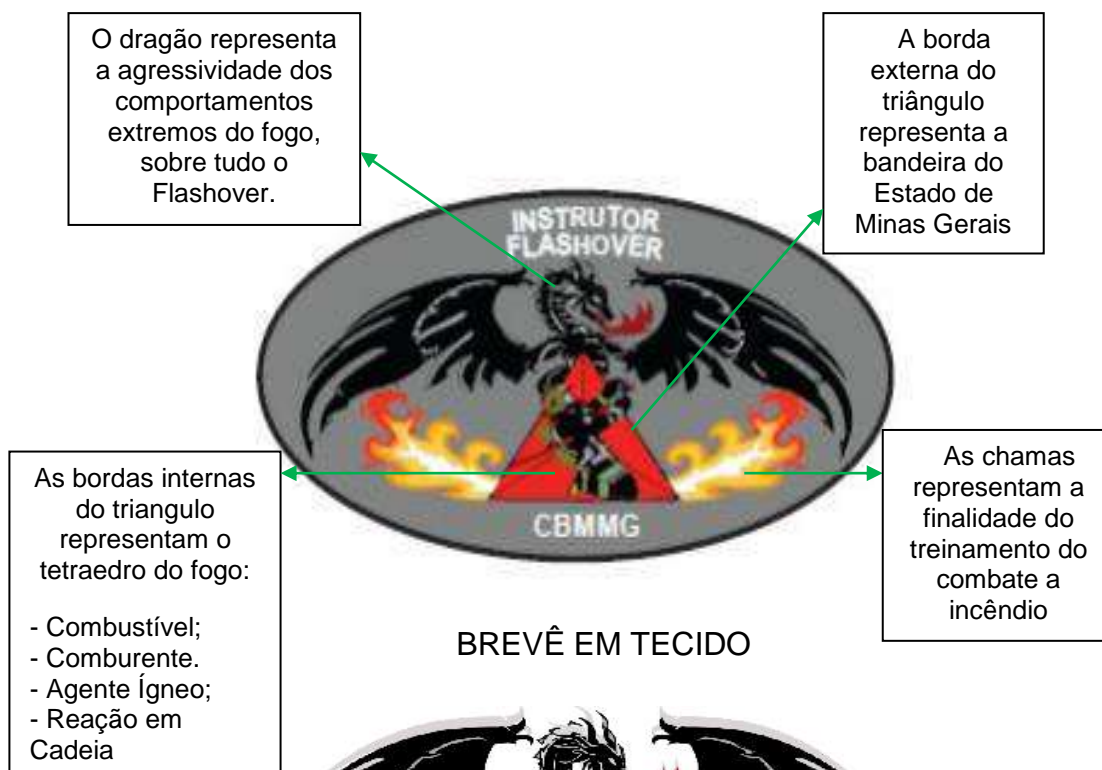 O dragão representa
a agressividade dos
comportamentos
extremos do fogo,
sobre tudo o
Flashover.
A borda
externa do
triângulo
representa a
bandeira do
Estado de
Minas Gerais
INSTRUTOR
FLASHOVER
CBMMG
As bordas internas
do triangulo
representam o
tetraedro do fogo:
- Combustível;
- Comburente.
- Agente Ígneo;
- Reação em
Cadeia
As chamas
representam a
finalidade do
treinamento do
combate a
incêndio
BREVÊ EM TECIDO